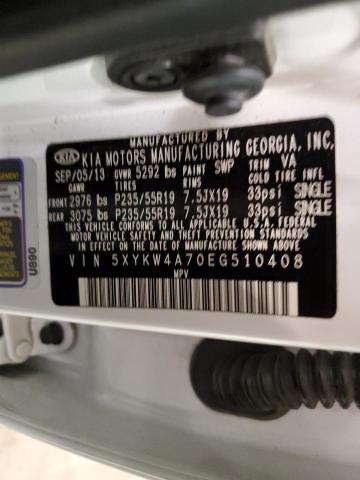 MANUFACTURED BY
KIA KIA MOTORS MANUFACTURING GEORGIA, INC,
SEP/05/13 GVWR 5292 lbs PAINT SWP TRIM VA
GAWR TIRES RIMS COLD TIRE INFL
FRONT 2976 lbs P235/55R19 7.5JX19 33psi SINGLE
REAR 3075 lbs P235/55R19 7.5JX19 33psi SINGLE
THIS VEHICLE CONFORMS TO ALL APPLICABLE U.S.A FEDERAL
MOTOR VEHICLE SAFETY STANDARDS IN EFFECT ON THE
DATE OF MANUFACTURE SHOWN ABOVE.
VIN 5XYKW4A70EG510408
MPV
U890